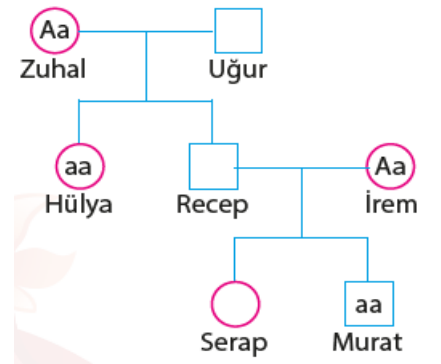 Aa
Zuhal Uğur
aa Aa
Hülya Recep İrem
aa
Serap Murat